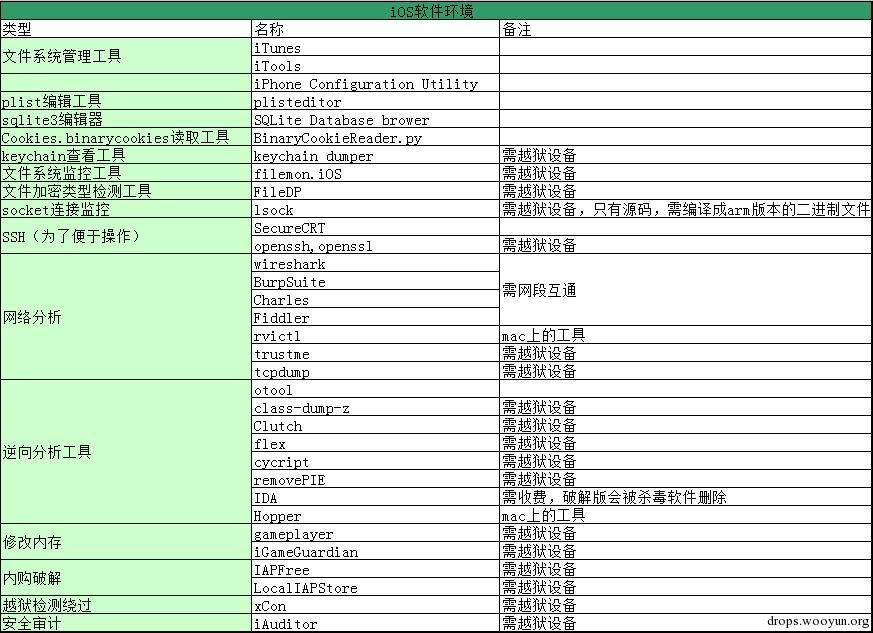 iOS软件环境
类型 名称 备注
文件系统管理工具 iTunes
iTools
iPhone Configuration Utility
plist编辑工具 plisteditor
sqlite3编辑器 SQLite Database brower
Cookies.binarycookies读取工具 BinaryCookieReader.py
keychain查看工具 keychain dumper 需越狱设备
文件系统监控工具 filemon.iOS 需越狱设备
文件加密类型检测工具 FileDP 需越狱设备
socket连接监控 lsock 需越狱设备，只有源码，需编译成arm版本的二进制文件
SSH（为了便于操作） SecureCRT
openssh,openssl 需越狱设备
网络分析 wireshark 需网段互通
BurpSuite
Charles
Fiddler
rvictl mac上的工具
trustme 需越狱设备
tcpdump 需越狱设备
逆向分析工具 otool
class-dump-z 需越狱设备
Clutch 需越狱设备
flex 需越狱设备
cycript 需越狱设备
removePIE 需越狱设备
IDA 需收费，破解版会被杀毒软件删除
Hopper mac上的工具
修改内存 gameplayer 需越狱设备
iGameGuardian 需越狱设备
内购破解 IAPFree 需越狱设备
LocalIAPStore 需越狱设备
越狱检测绕过 xCon 需越狱设备
安全审计 iAuditor 需越狱设备
drops.wooyun.org